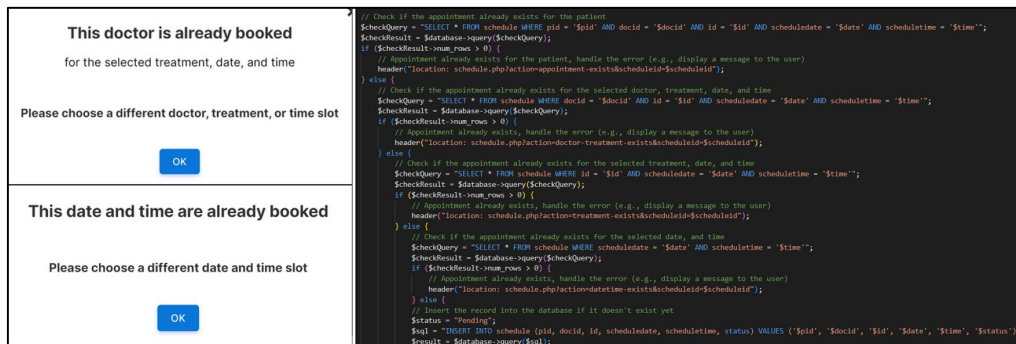 This doctor is already booked
for the selected treatment, date, and time
Please choose a different doctor, treatment, or time slot
OK
This date and time are already booked
Please choose a different date and time slot
OK
// Check if the appointment already exists for the patient
$checkQuery = "SELECT * FROM schedule WHERE pid = '$pid' AND docid = '$docid' AND id = '$id' AND scheduledate = '$date' AND scheduletime = '$time'";
$checkResult = $database->query($checkQuery);
if ($checkResult->num_rows > 0) {
// Appointment already exists for the patient, handle the error (e.g., display a message to the user)
header("location: schedule.php?action=appointment-exists&scheduleid=$scheduleid");
} else {
// Check if the appointment already exists for the selected doctor, treatment, date, and time
$checkQuery = "SELECT * FROM schedule WHERE docid = '$docid' AND id = '$id' AND scheduledate = '$date' AND scheduletime = '$time'";
$checkResult = $database->query($checkQuery);
if ($checkResult->num_rows > 0) {
// Appointment already exists, handle the error (e.g., display a message to the user)
header("location: schedule.php?action=doctor-treatment-exists&scheduleid=$scheduleid");
} else {
// Check if the appointment already exists for the selected treatment, date, and time
$checkQuery = "SELECT * FROM schedule WHERE id = '$id' AND scheduledate = '$date' AND scheduletime = '$time'";
$checkResult = $database->query($checkQuery);
if ($checkResult->num_rows > 0) {
// Appointment already exists, handle the error (e.g., display a message to the user)
header("location: schedule.php?action=treatment-exists&scheduleid=$scheduleid");
} else {
// Check if the appointment already exists for the selected date, and time
$checkQuery = "SELECT * FROM schedule WHERE scheduledate = '$date' AND scheduletime = '$time'";
$checkResult = $database->query($checkQuery);
if ($checkResult->num_rows > 0) {
// Appointment already exists, handle the error (e.g., display a message to the user)
header("location: schedule.php?action=datetime-exists&scheduleid=$scheduleid");
} else {
// Insert the record into the database if it doesn't exist yet
$status = "Pending";
$sql = "INSERT INTO schedule (pid, docid, id, scheduledate, scheduletime, status) VALUES ('$pid', '$docid', '$id', '$date', '$time', '$status')
$result = $database->query($sql);